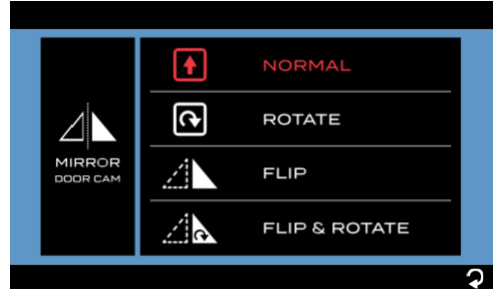 MIRROR
DOOR CAM
NORMAL
ROTATE
FLIP
FLIP & ROTATE